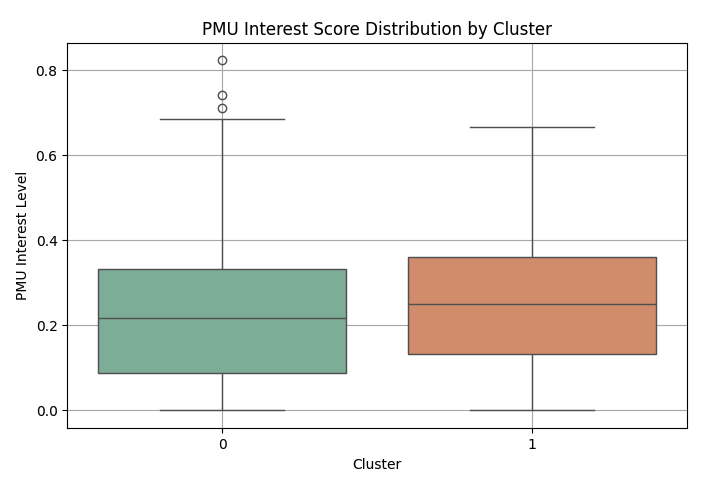 PMU Interest Score Distribution by Cluster
PMU Interest Level
0.8
0.6
0.4
0.2
0.0
0
1
Cluster